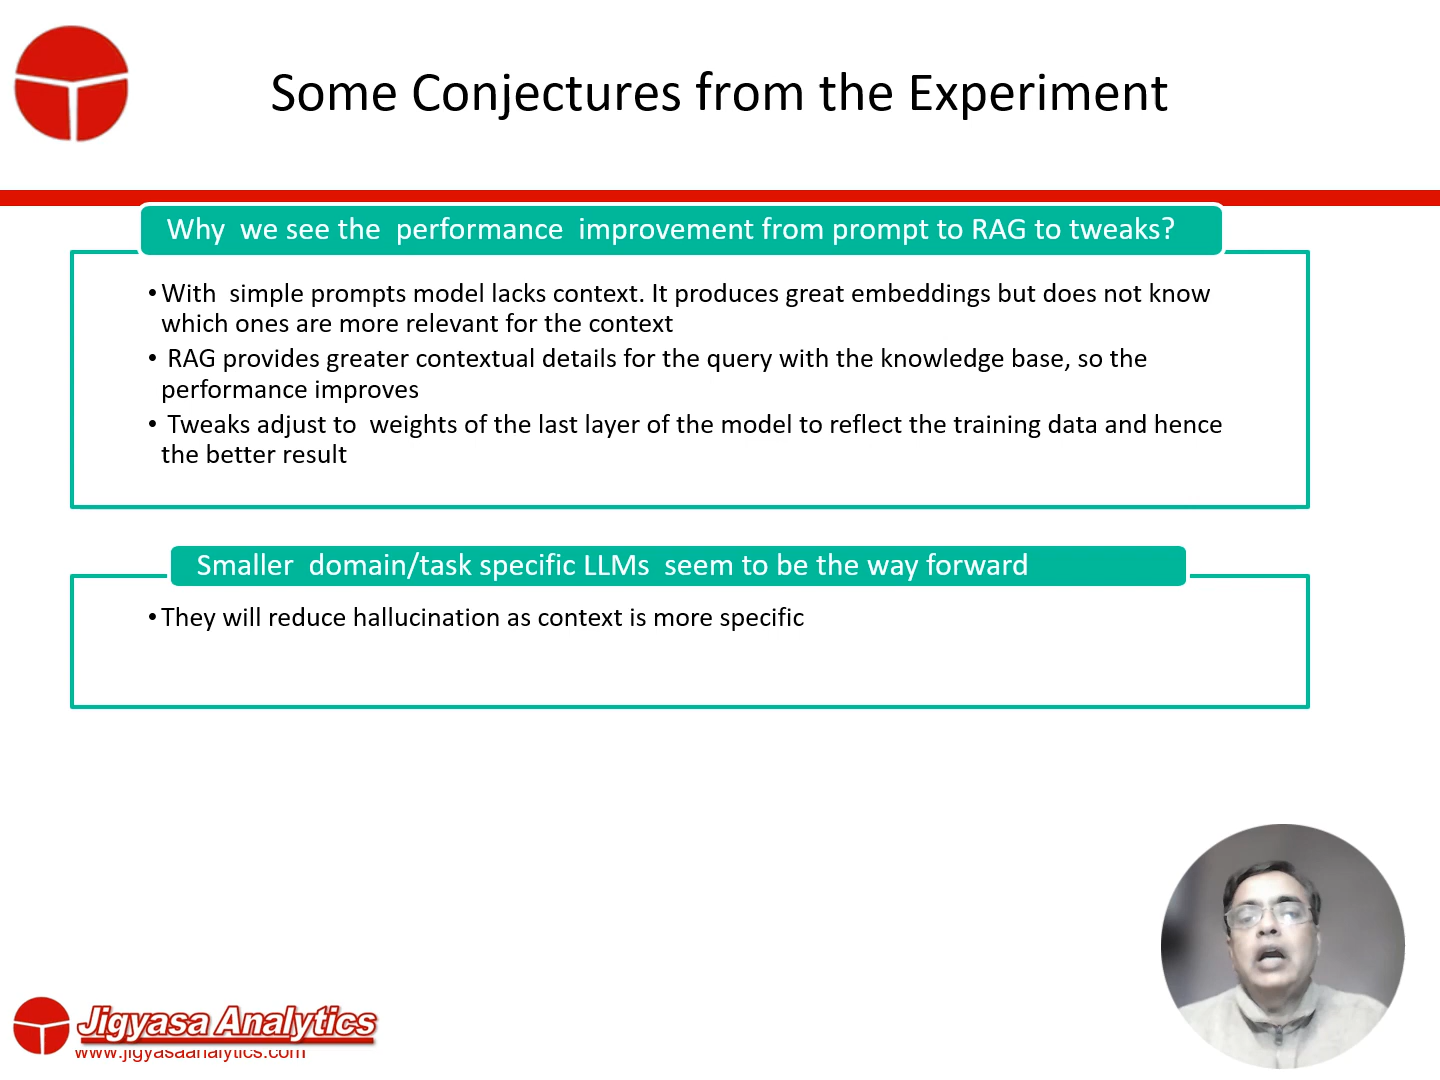 Some Conjectures from the Experiment
Why we see the performance improvement from prompt to RAG to tweaks?
•With simple prompts model lacks context. It produces great embeddings but does not know
which ones are more relevant for the context
• RAG provides greater contextual details for the query with the knowledge base, so the
performance improves
• Tweaks adjust to weights of the last layer of the model to reflect the training data and hence
the better result
Smaller domain/task specific LLMs seem to be the way forward
•They will reduce hallucination as context is more specific
Jigyasa Analytics
www.jigyasaanalytics.com